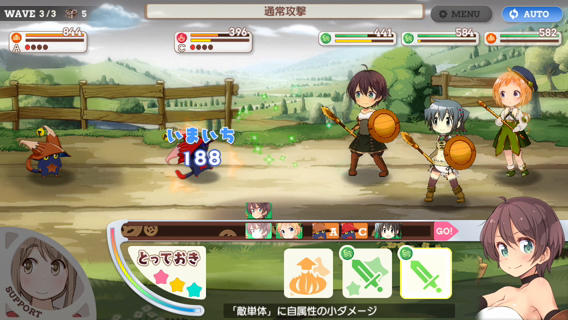 WAVE 3/3 5
通常攻撃
MENU
AUTO
844
396
441
584
582
A
C
いまいち
188
A C
GO!
とっておき
SUPPORT
「敵単体」に自属性の小ダメージ